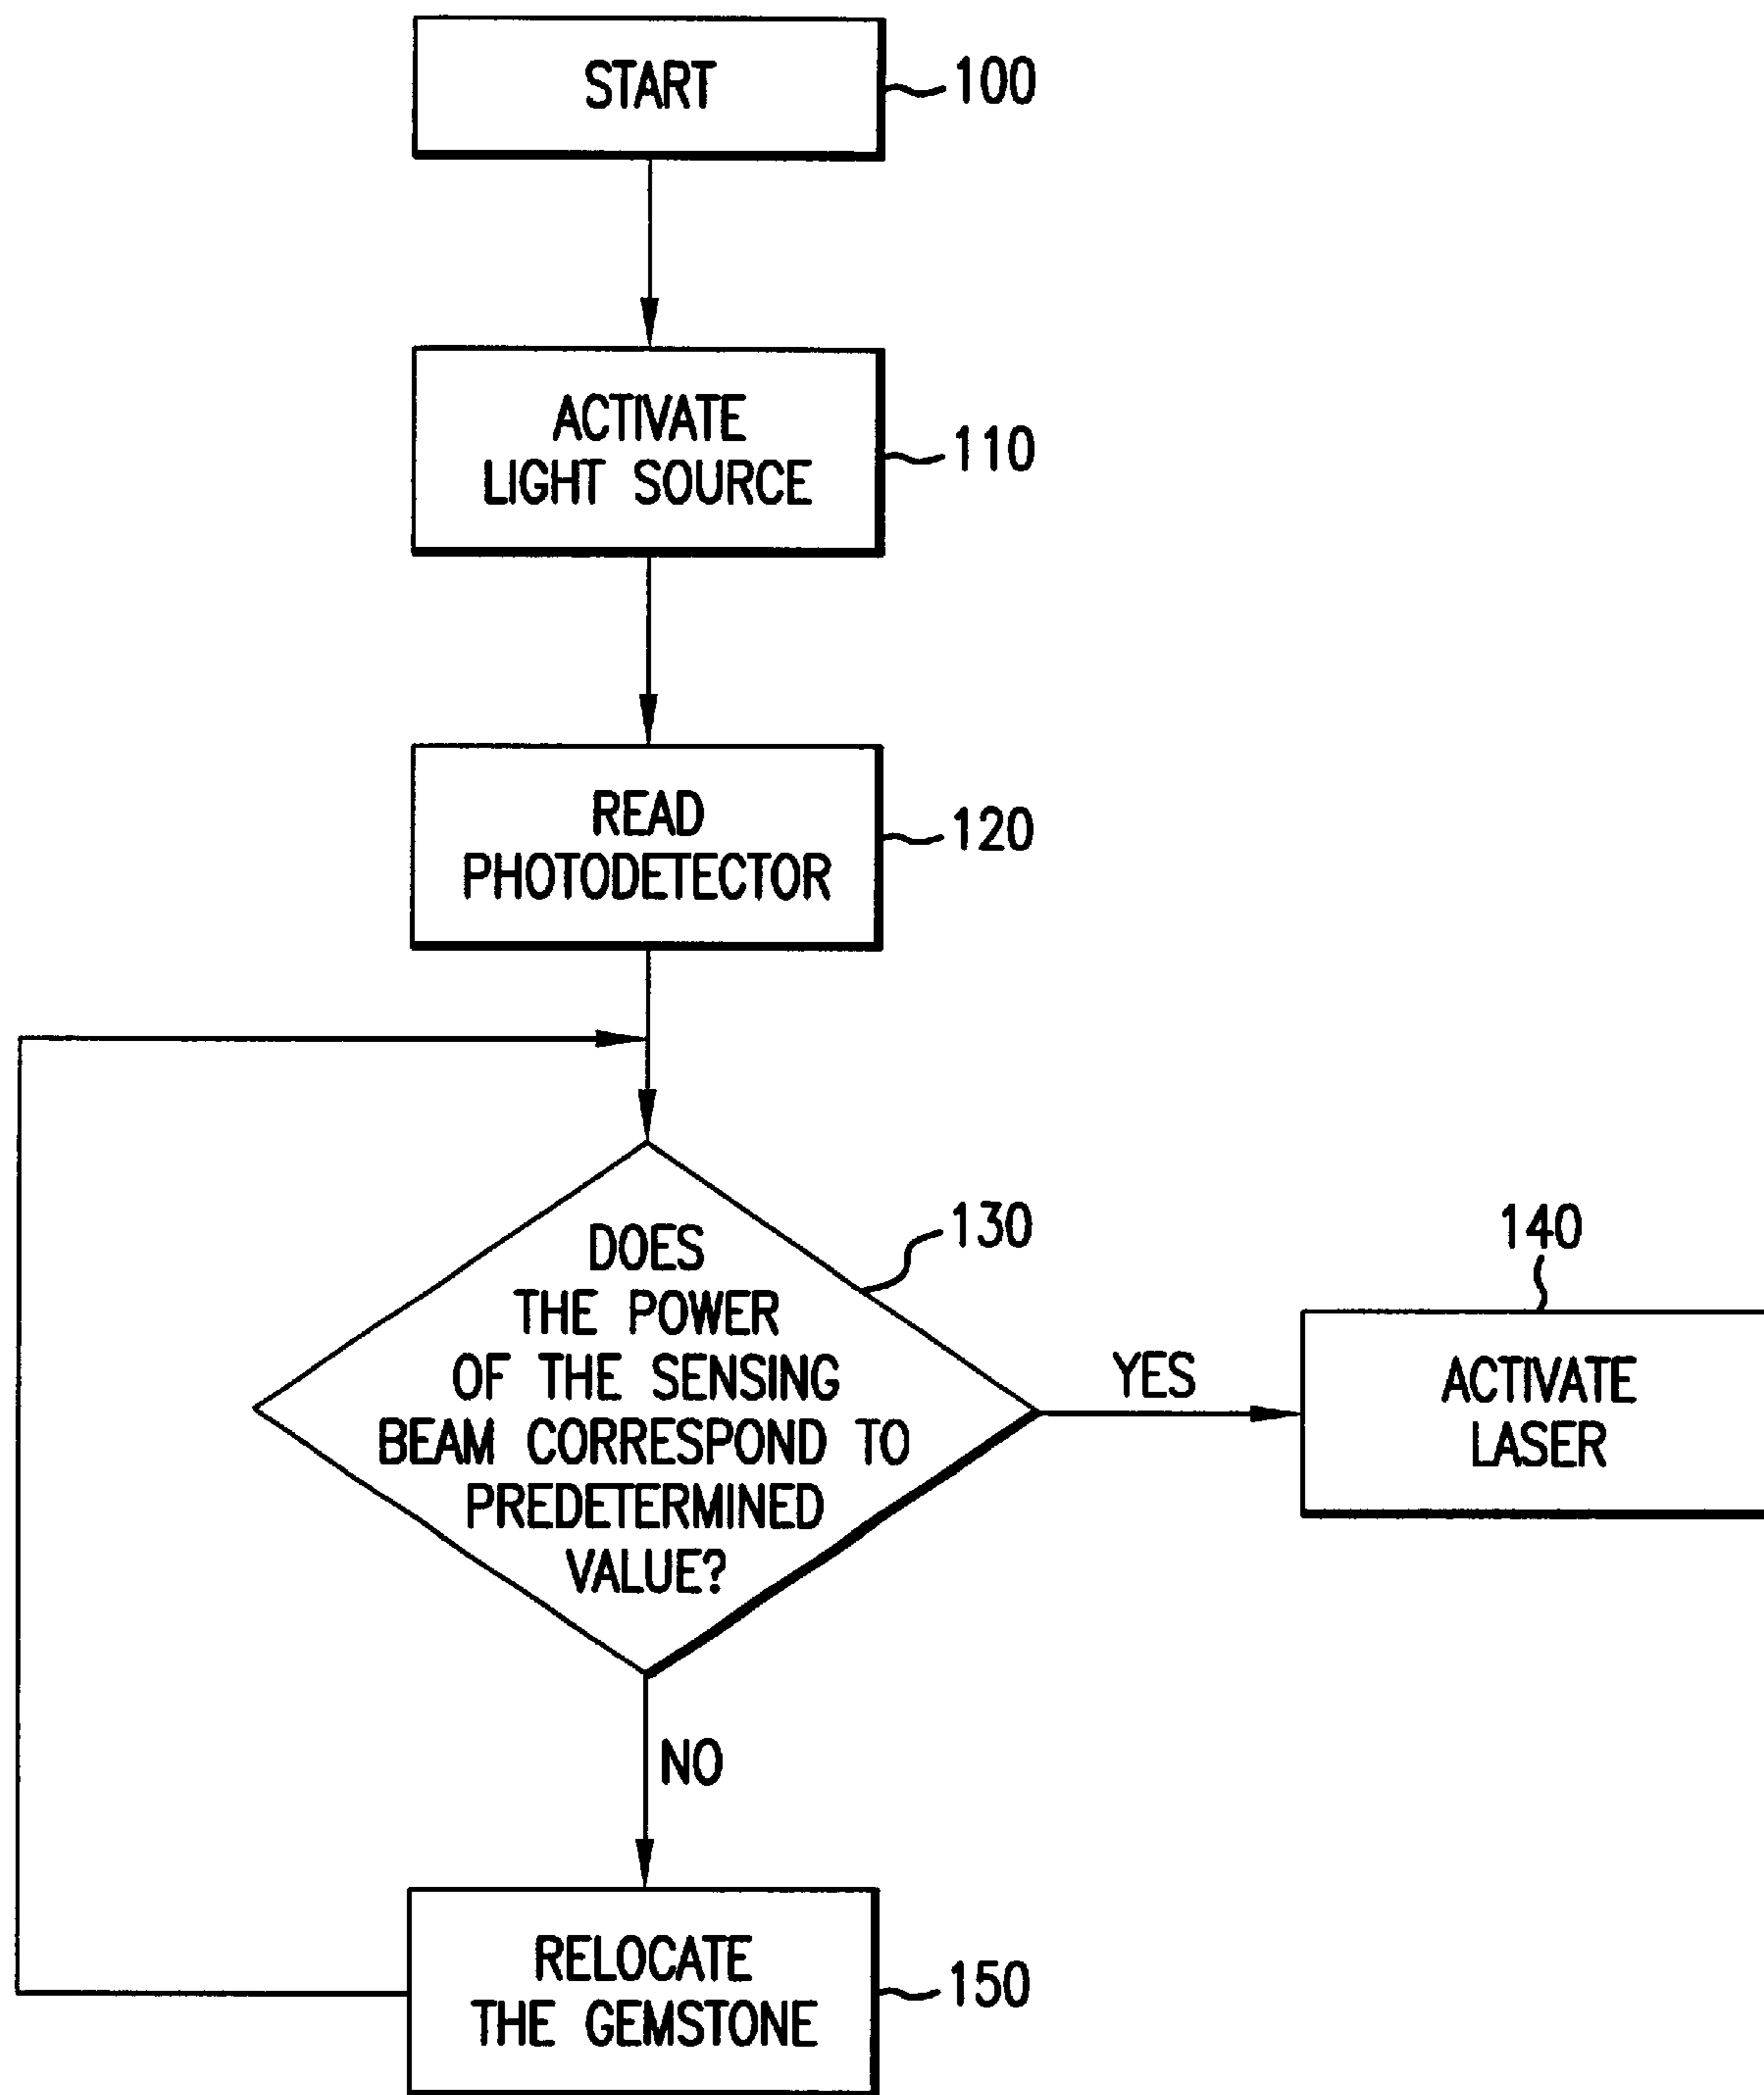 START
100
ACTIVATE
LIGHT SOURCE
110
READ
PHOTODETECTOR
120
DOES
THE POWER
OF THE SENSING
BEAM CORRESPOND TO
PREDETERMINED
VALUE?
130
YES
140
ACTIVATE
LASER
NO
RELOCATE
THE GEMSTONE
150